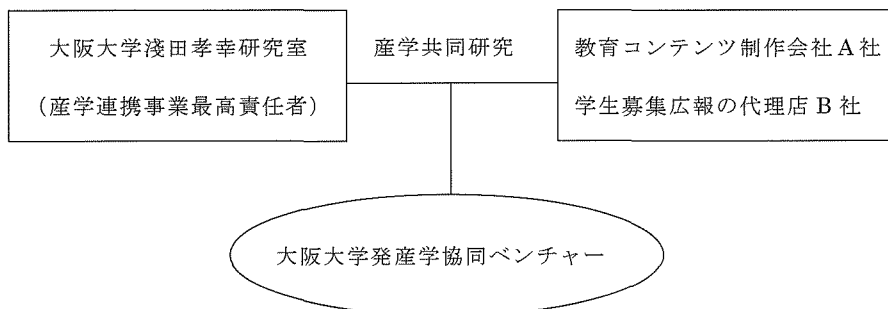 大阪大学淺田孝幸研究室
(産学連携事業最高責任者)
産学共同研究
教育コンテンツ制作会社A社
学生募集広報の代理店B社
大阪大学発産学協同ベンチャー